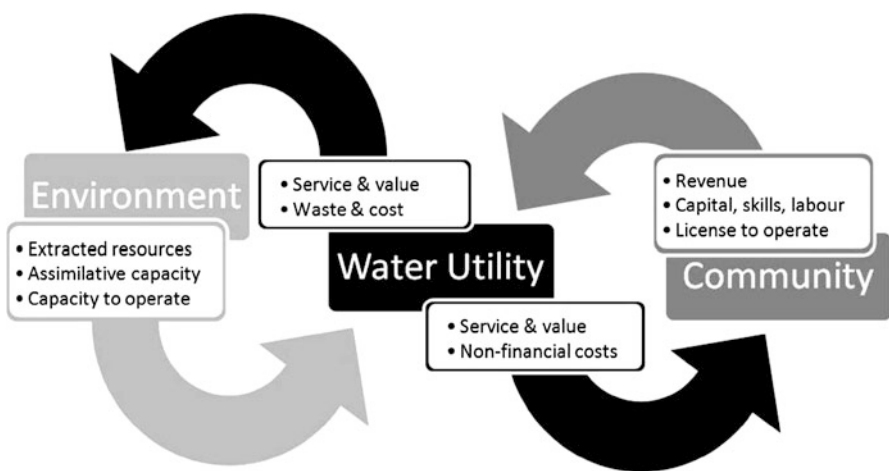 Environment
• Extracted resources
• Assimilative capacity
• Capacity to operate
• Service & value
• Waste & cost
Water Utility
• Service & value
• Non-financial costs
• Revenue
• Capital, skills, labour
• License to operate
Community